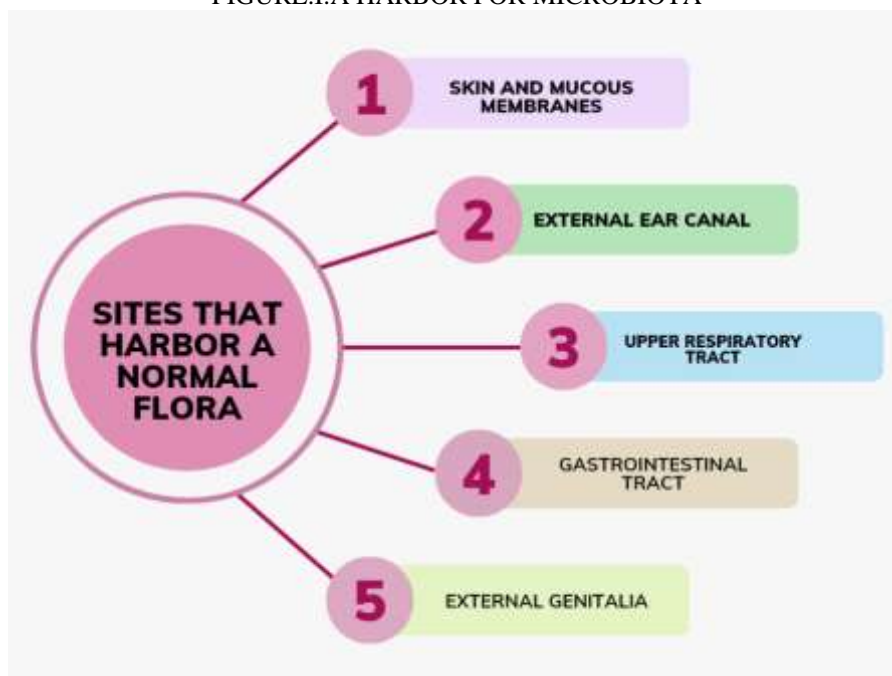 FIGURE.1.A HARBOR FOR MICROBIOTA
1
SKIN AND MUCOUS
MEMBRANES
2
EXTERNAL EAR CANAL
SITES THAT
HARBOR A
NORMAL
FLORA
3
UPPER RESPIRATORY
TRACT
4
GASTROINTESTINAL
TRACT
5
EXTERNAL GENITALIA